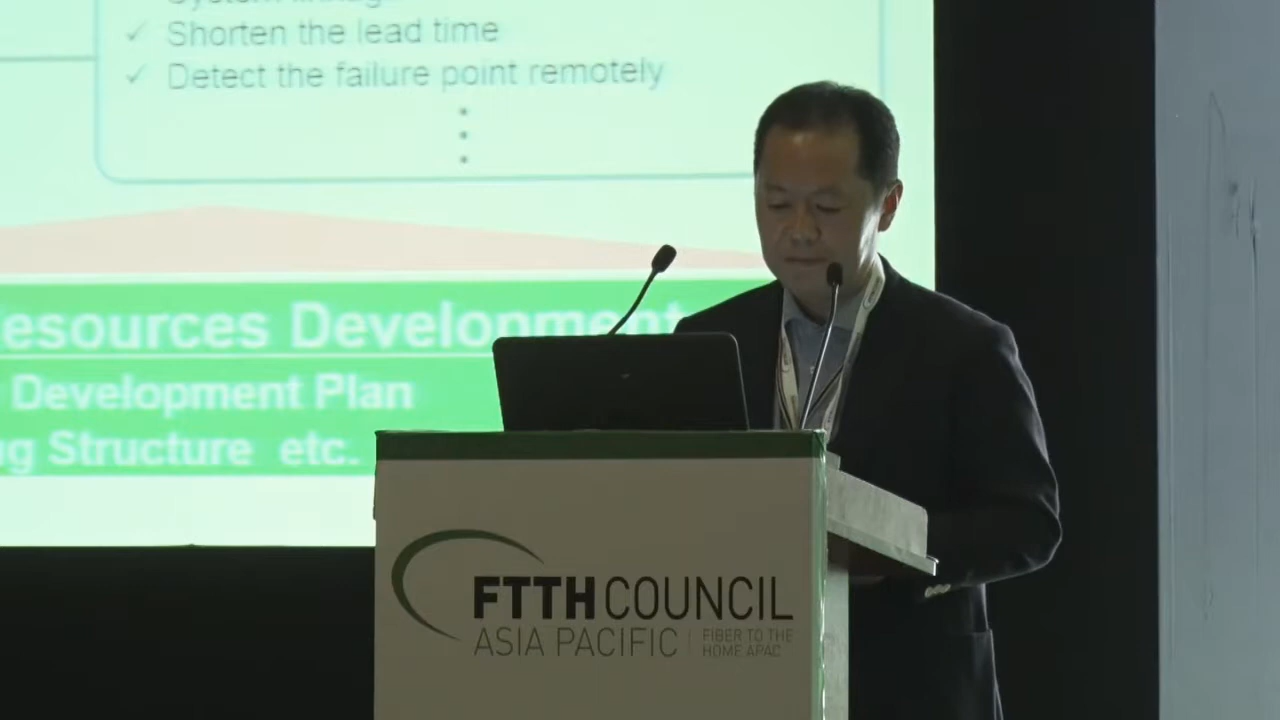 ✓ Shorten the lead time
✓ Detect the failure point remotely
esources Development
Development Plan
g Structure etc.
FTTH COUNCIL
ASIA PACIFIC | FIBER TO THE
HOME APAC